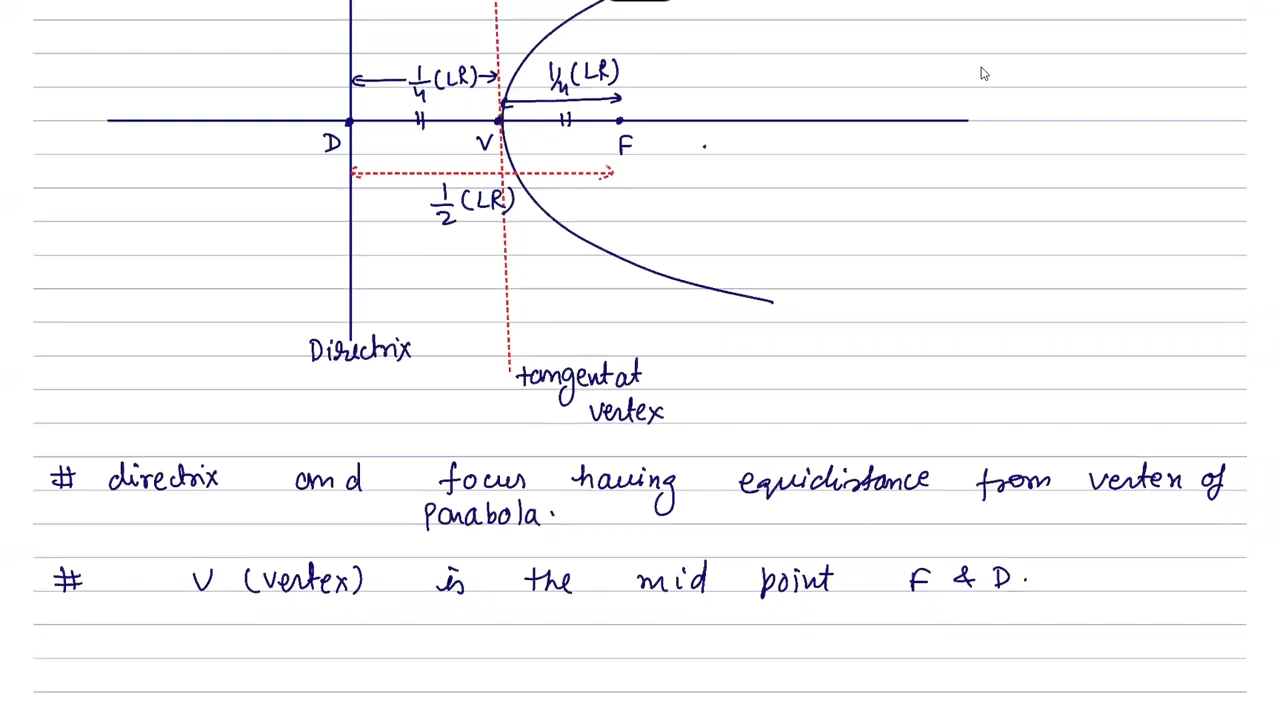 1/4 (LR) 1/4 (LR)
D V F
1/2 (LR)
Directrix
tangent at
vertex
# directrix and focus having equidistance from vertex of
parabola.
# V (vertex) is the mid point F & D.